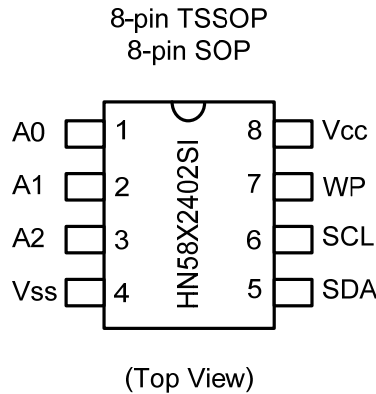 8-pin TSSOP
8-pin SOP
A0 1 8 Vcc
A1 2 7 WP
A2 3 6 SCL
Vss 4 5 SDA
HN58X2402SI
(Top View)